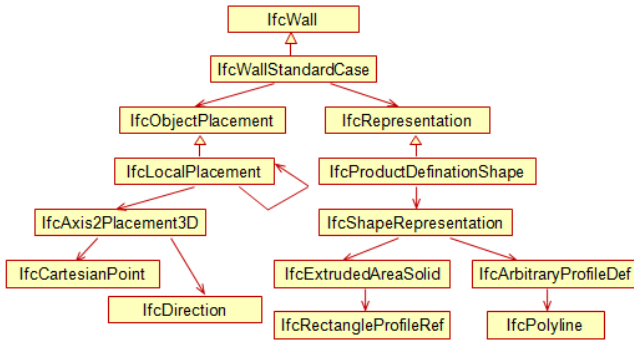 IfcWall
IfcWallStandardCase
IfcObjectPlacement
IfcRepresentation
IfcLocalPlacement
IfcProductDefinationShape
IfcAxis2Placement3D
IfcShapeRepresentation
IfcCartesianPoint
IfcExtrudedAreaSolid
IfcArbitraryProfileDef
IfcDirection
IfcRectangleProfileRef
IfcPolyline